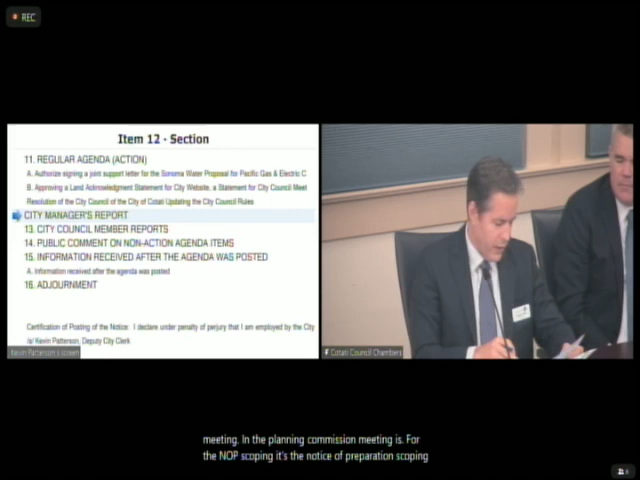 REC
Item 12 - Section
11. REGULAR AGENDA (ACTION)
A. Authorize signing a joint support letter for the Sonoma Water Proposal for Pacific Gas & Electric C
B. Approving a Land Acknowledgment Statement for City Website, a Statement for City Council Meet
Resolution of the City Council of the City of Cotati Updating the City Council Rules
CITY MANAGER'S REPORT
13. CITY COUNCIL MEMBER REPORTS
14. PUBLIC COMMENT ON NON-ACTION AGENDA ITEMS
15. INFORMATION RECEIVED AFTER THE AGENDA WAS POSTED
A. Information received after the agenda was posted
16. ADJOURNMENT
Certification of Posting of the Notice: I declare under penalty of perjury that I am employed by the City
/s/ Kevin Patterson, Deputy City Clerk
Kevin Patterson's screen
Cotati Council Chambers
meeting. In the planning commission meeting is. For
the NOP scoping it's the notice of preparation scoping